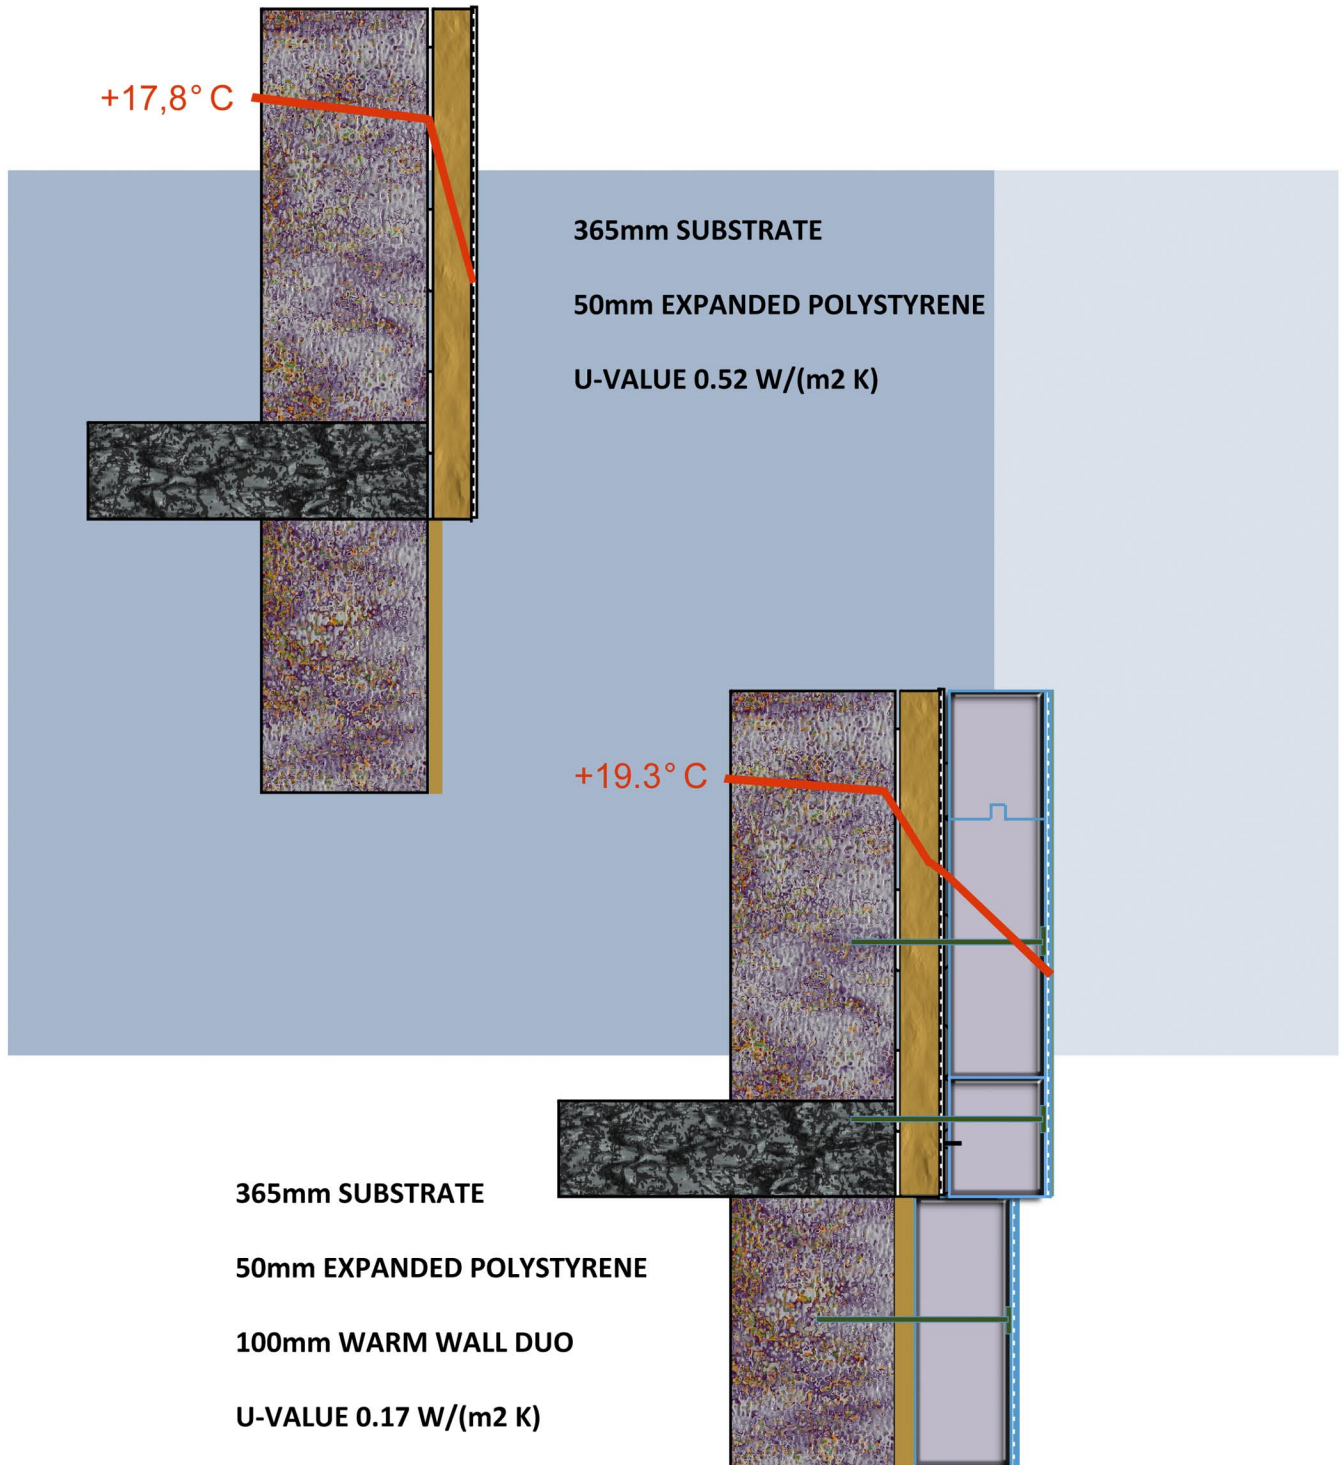 +17,8° C
365mm SUBSTRATE
50mm EXPANDED POLYSTYRENE
U-VALUE 0.52 W/(m2 K)
+19.3° C
365mm SUBSTRATE
50mm EXPANDED POLYSTYRENE
100mm WARM WALL DUO
U-VALUE 0.17 W/(m2 K)